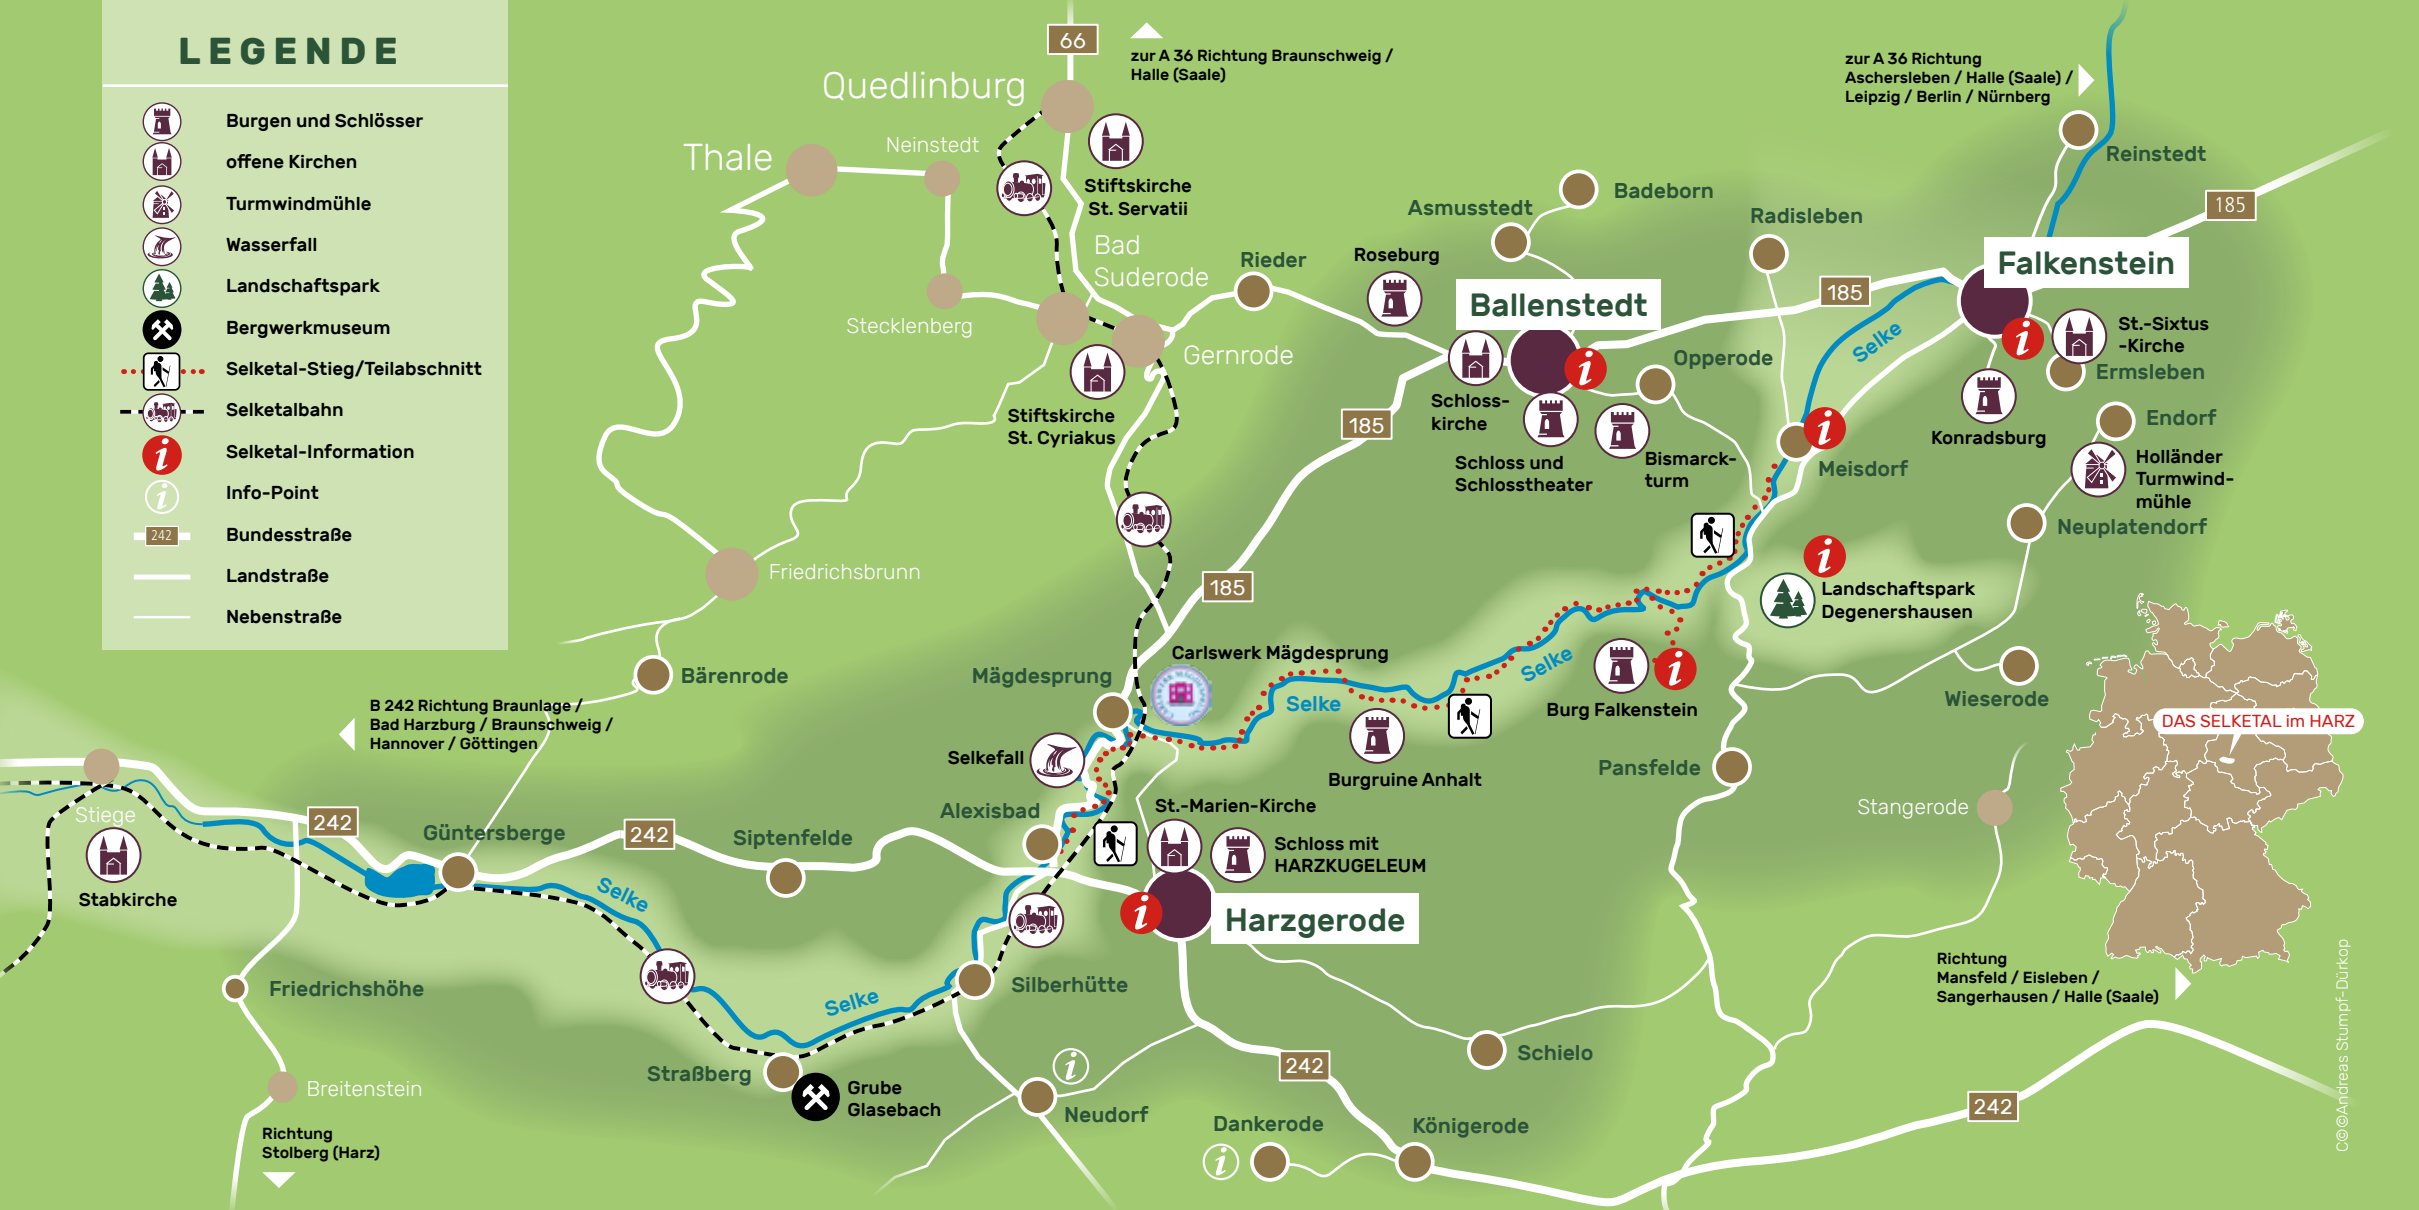 LEGENDE
Burgen und Schlösser
offene Kirchen
Turmwindmühle
Wasserfall
Landschaftspark
Bergwerkmuseum
Selketal-Stieg/Teilabschnitt
Selketalbahn
Selketal-Information
Info-Point
242
Bundesstraße
Landstraße
Nebenstraße
66
zur A 36 Richtung Braunschweig /
Halle (Saale)
zur A 36 Richtung
Aschersleben / Halle (Saale) /
Leipzig / Berlin / Nürnberg
Quedlinburg
Thale
Neinstedt
Stiftskirche
St. Servatii
Bad
Suderode
Stecklenberg
Gernrode
Stiftskirche
St. Cyriakus
Rieder
Roseburg
Asmusstedt
Badeborn
Radisleben
Reinstedt
185
Falkenstein
Ballenstedt
185
Selke
St.-Sixtus
-Kirche
Ermsleben
Konradsburg
Endorf
Holländer
Turmwind-
mühle
Neuplatendorf
Opperode
Schloss-
kirche
Schloss und
Schlosstheater
Bismarck-
turm
Meisdorf
185
185
Friedrichsbrunn
Bärenrode
Landschaftspark
Degenershausen
Wieserode
Carlswerk Mägdesprung
Mägdesprung
Selke
Selke
Burg Falkenstein
Burgruine Anhalt
Selkefall
Alexisbad
St.-Marien-Kirche
Schloss mit
HARZKUGELEUM
Harzgerode
Pansfelde
Stangerode
DAS SELKETAL im HARZ
B 242 Richtung Braunlage /
Bad Harzburg / Braunschweig /
Hannover / Göttingen
Stiege
Stabkirche
242
Güntersberge
242
Siptenfelde
Selke
Selke
Silberhütte
Friedrichshöhe
Breitenstein
Richtung
Stolberg (Harz)
Straßberg
Grube
Glasebach
Neudorf
242
Schielo
Dankerode
Königerode
242
Richtung
Mansfeld / Eisleben /
Sangerhausen / Halle (Saale)
C©©Andreas Stumpf-Dürkop